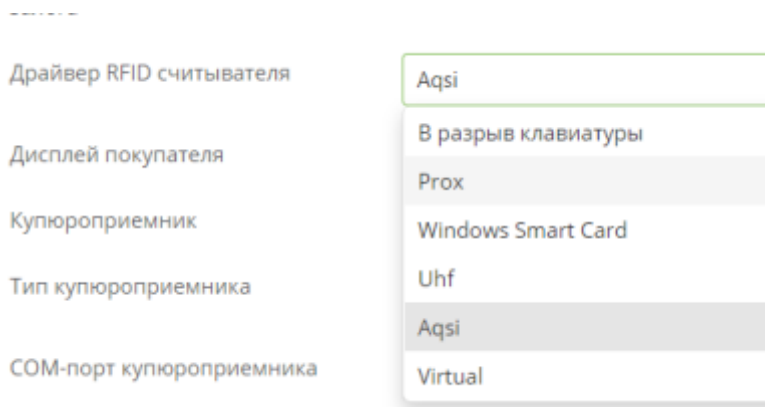 Драйвер RFID считывателя
Aqsi
В разрыв клавиатуры
Дисплей покупателя
Prox
Купюроприемник
Windows Smart Card
Uhf
Тип купюроприемника
Aqsi
COM-порт купюроприемника
Virtual